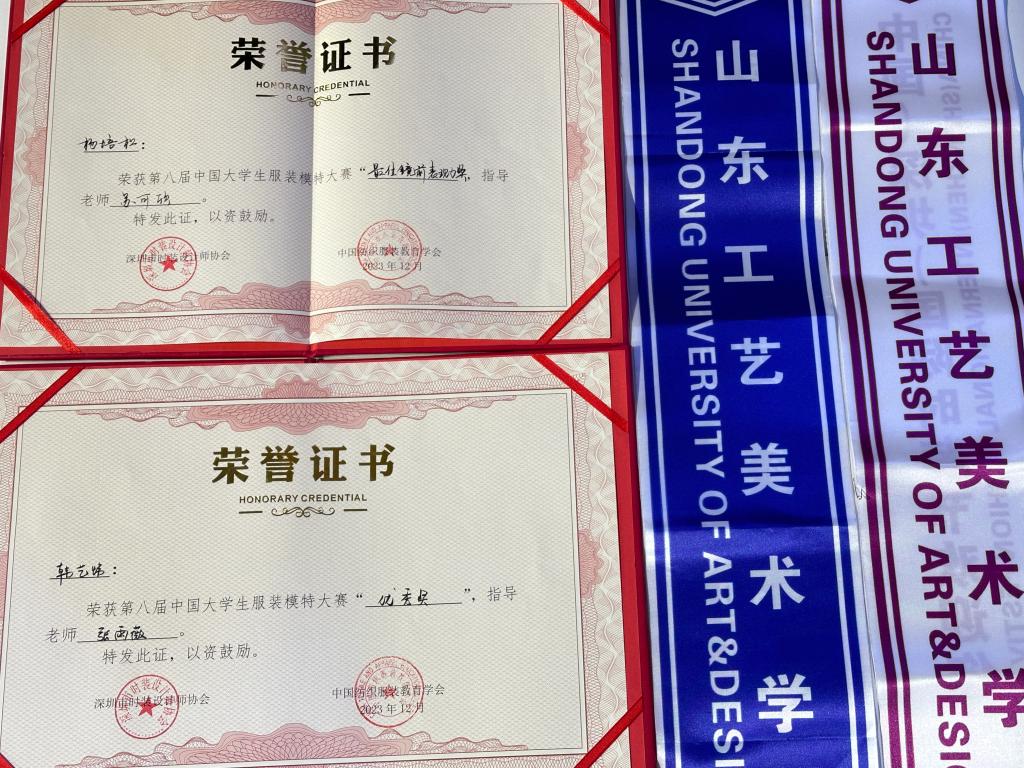 荣誉证书
HONORARY CREDENTIAL
杨培松：
荣获第八届中国大学生服装模特大赛“最佳镜前表现力奖，指导
老师 。
特发此证，以资鼓励。
深圳市时装设计师协会
中国纺织服装教育学会
2023年12月
荣誉证书
HONORARY CREDENTIAL
韩艺炜：
荣获第八届中国大学生服装模特大赛“优秀奖”，指导
老师张雨薇。
特发此证，以资鼓励。
深圳市时装设计师协会
中国纺织服装教育学会
2023年12月
山东工艺美术学
SHANDONG UNIVERSITY OF ART&DESI
山东工艺美术学
SHANDONG UNIVERSITY OF ART&DESIG